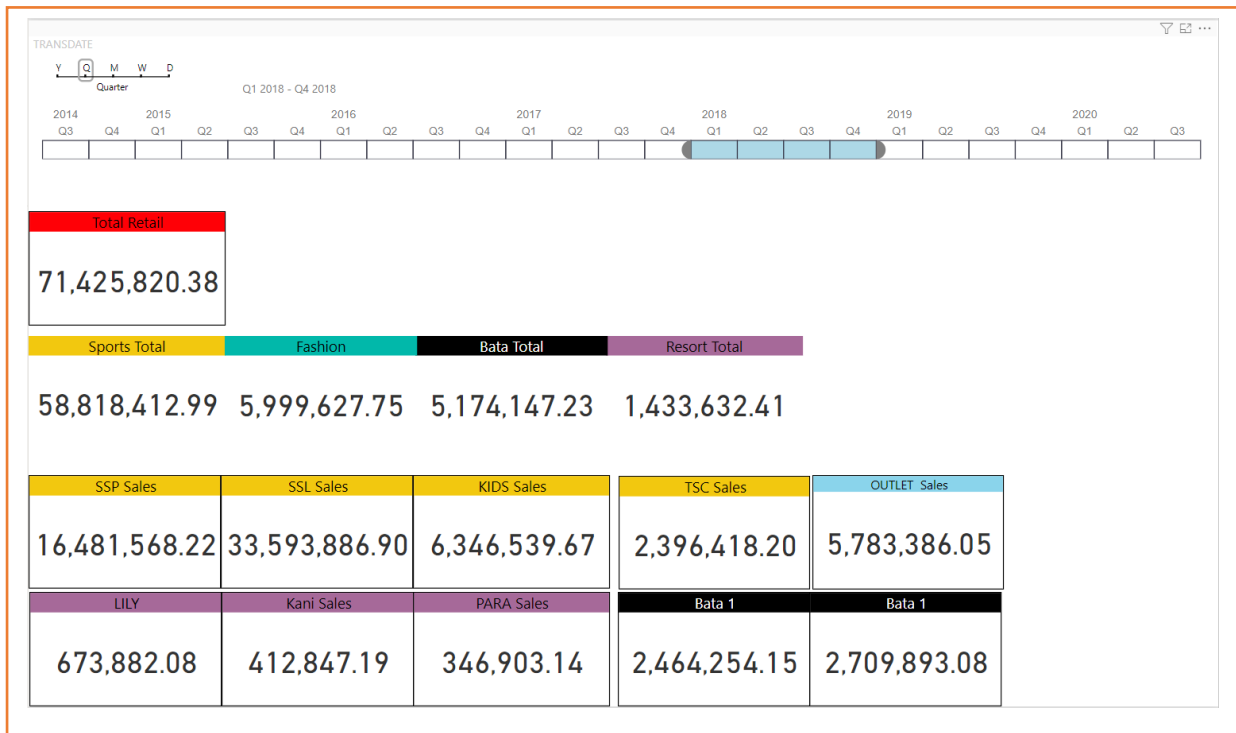 TRANSDATE
Y Q M W D
Quarter
Q1 2018 - Q4 2018
2014 2015 2016 2017 2018 2019 2020
Q3 Q4 Q1 Q2 Q3 Q4 Q1 Q2 Q3 Q4 Q1 Q2 Q3 Q4 Q1 Q2 Q3 Q4 Q1 Q2 Q3 Q4 Q1 Q2 Q3
Total Retail
71,425,820.38
Sports Total Fashion Bata Total Resort Total
58,818,412.99 5,999,627.75 5,174,147.23 1,433,632.41
SSP Sales SSL Sales KIDS Sales TSC Sales OUTLET Sales
16,481,568.22 33,593,886.90 6,346,539.67 2,396,418.20 5,783,386.05
LILY Kani Sales PARA Sales Bata 1 Bata 1
673,882.08 412,847.19 346,903.14 2,464,254.15 2,709,893.08